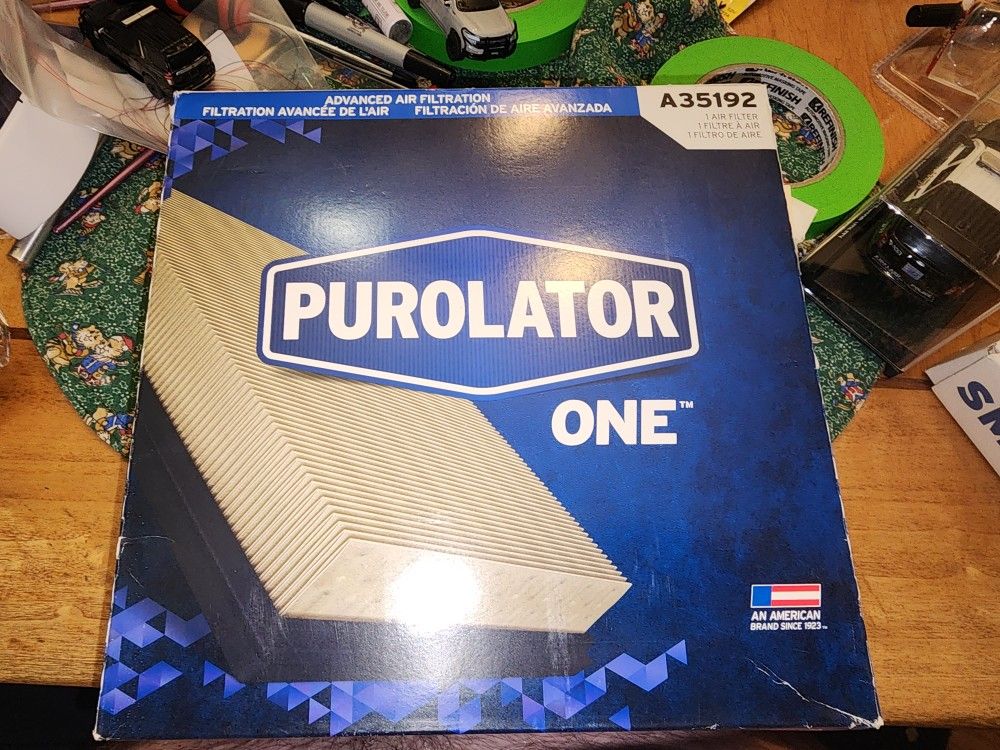 ADVANCED AIR FILTRATION
FILTRATION AVANCÉE DE L'AIR FILTRACIÓN DE AIRE AVANZADA
A35192
1 AIR FILTER
1 FILTRE À AIR
1 FILTRO DE AIRE
PUROLATOR
ONE™
AN AMERICAN
BRAND SINCE 1923™